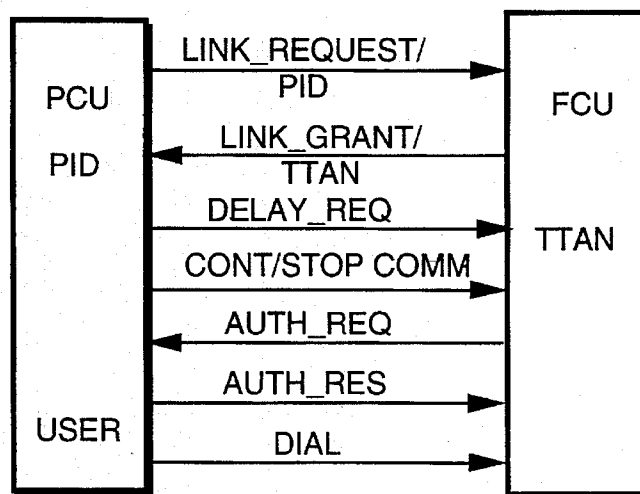 LINK_REQUEST/
PID
PCU
FCU
LINK_GRANT/
PID
TTAN
DELAY_REQ
TTAN
CONT/STOP COMM
AUTH_REQ
AUTH_RES
USER
DIAL